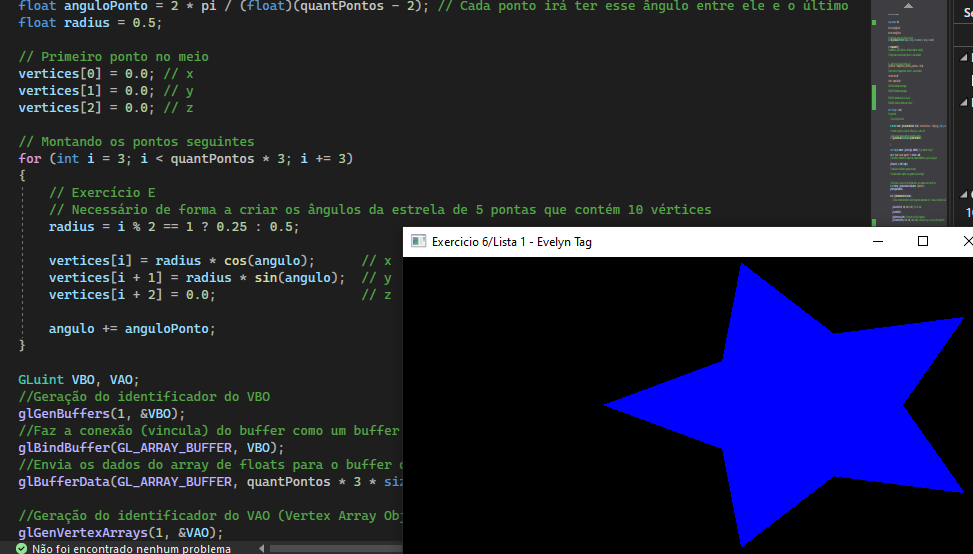 float anguloPonto = 2 * pi / (float)(quantPontos - 2); // Cada ponto irá ter esse ângulo entre ele e o último
float radius = 0.5;
// Primeiro ponto no meio
vertices[0] = 0.0; // x
vertices[1] = 0.0; // y
vertices[2] = 0.0; // z
// Montando os pontos seguintes
for (int i = 3; i < quantPontos * 3; i += 3)
{
// Exercício E
// Necessário de forma a criar os ângulos da estrela de 5 pontas que contém 10 vértices
radius = i % 2 == 1 ? 0.25 : 0.5;
vertices[i] = radius * cos(angulo); // x
vertices[i + 1] = radius * sin(angulo); // y
vertices[i + 2] = 0.0; // z
angulo += anguloPonto;
}
GLuint VBO, VAO;
//Geração do identificador do VBO
glGenBuffers(1, &VBO);
//Faz a conexão (vincula) do buffer como um buffer
glBindBuffer(GL_ARRAY_BUFFER, VBO);
//Envia os dados do array de floats para o buffer
glBufferData(GL_ARRAY_BUFFER, quantPontos * 3 *
//Geração do identificador do VAO (Vertex Array
glGenVertexArrays(1, &VAO);
Não foi encontrado nenhum problema
Exercicio 6/Lista 1 - Evelyn Tag